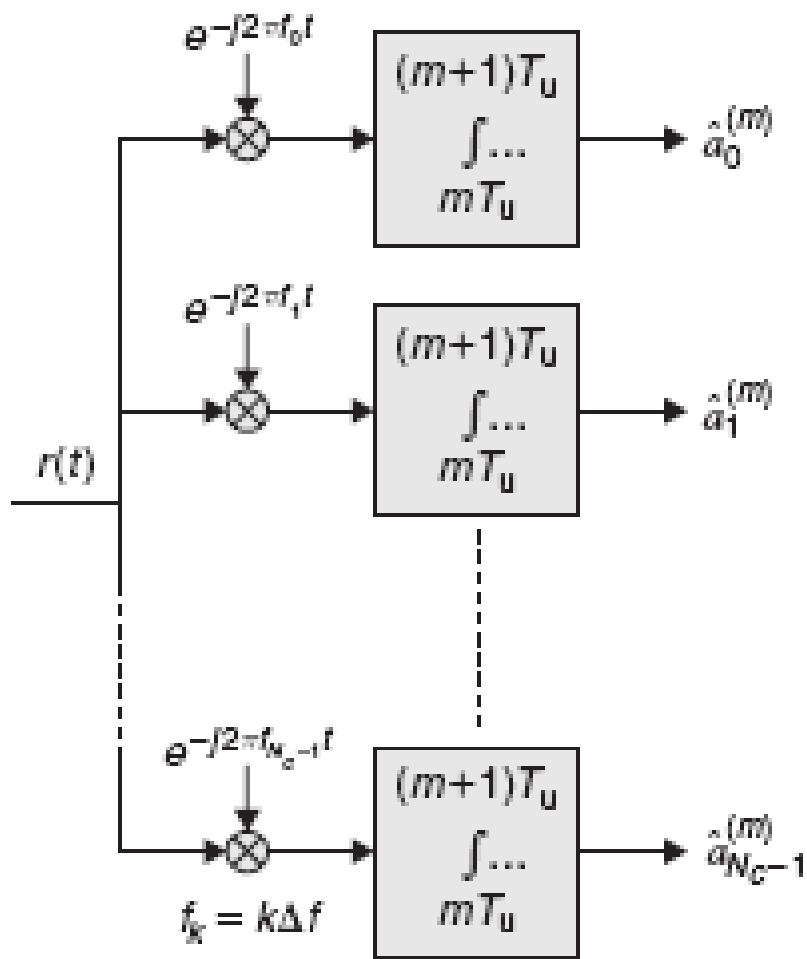 e^{-j2πf_0t}
(m+1)T_u
∫...
mT_u
â_0^{(m)}
e^{-j2πf_1t}
(m+1)T_u
∫...
mT_u
â_1^{(m)}
r(t)
e^{-j2πf_{N_c-1}t}
(m+1)T_u
∫...
mT_u
â_{N_C-1}^{(m)}
f_k = kΔf